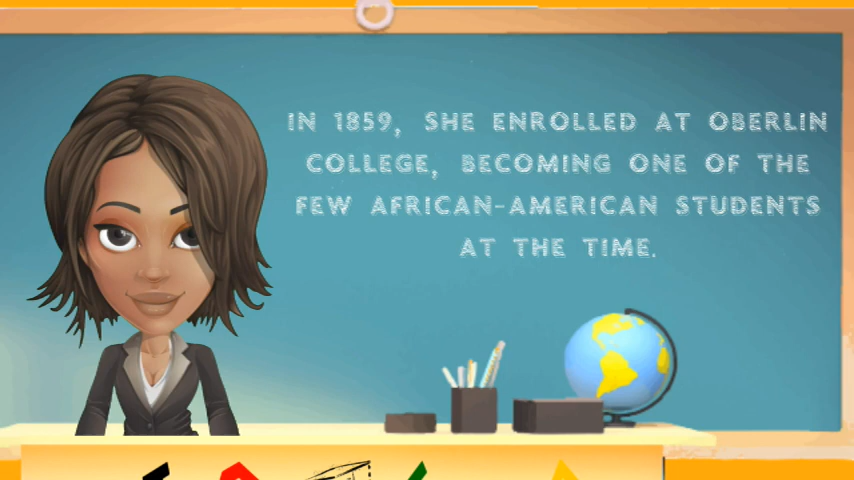 IN 1859, SHE ENROLLED AT OBERLIN
COLLEGE, BECOMING ONE OF THE
FEW AFRICAN-AMERICAN STUDENTS
AT THE TIME.